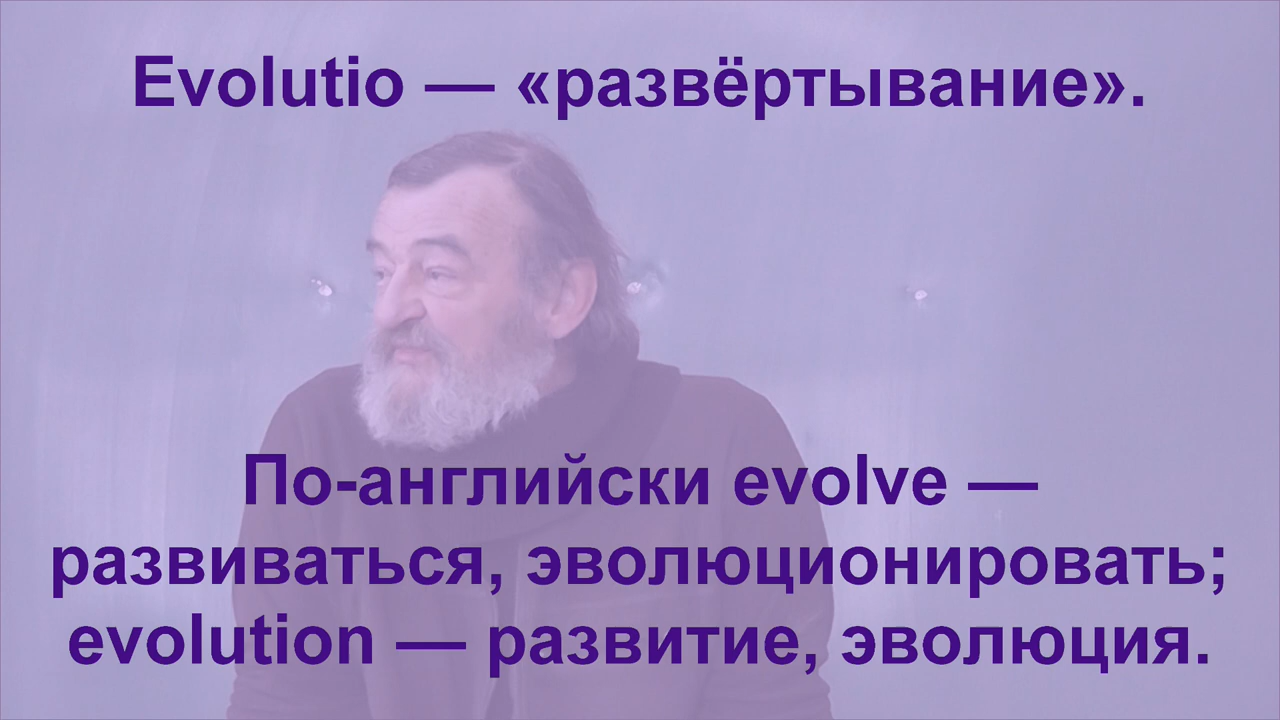 Evolutio — «развёртывание».
По-английски evolve —
развиваться, эволюционировать;
evolution — развитие, эволюция.